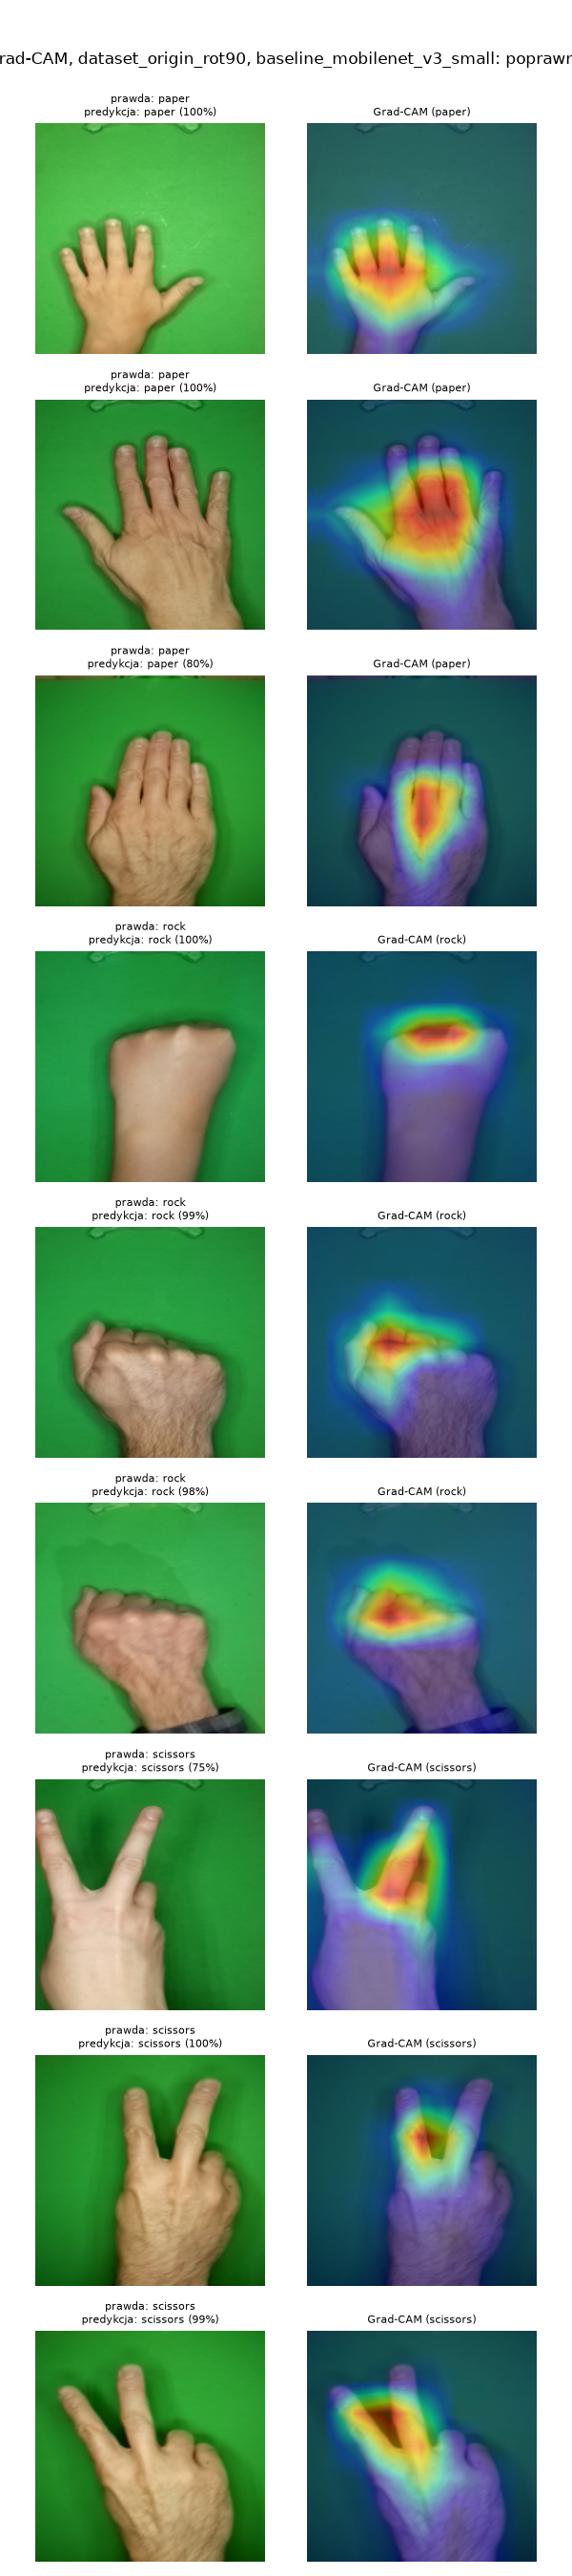 rad-CAM, dataset_origin_rot90, baseline_mobilenet_v3_small: poprawn
prawda: paper
predykcja: paper (100%)
Grad-CAM (paper)
prawda: paper
predykcja: paper (100%)
Grad-CAM (paper)
prawda: paper
predykcja: paper (80%)
Grad-CAM (paper)
prawda: rock
predykcja: rock (100%)
Grad-CAM (rock)
prawda: rock
predykcja: rock (99%)
Grad-CAM (rock)
prawda: rock
predykcja: rock (98%)
Grad-CAM (rock)
prawda: scissors
predykcja: scissors (75%)
Grad-CAM (scissors)
prawda: scissors
predykcja: scissors (100%)
Grad-CAM (scissors)
prawda: scissors
predykcja: scissors (99%)
Grad-CAM (scissors)